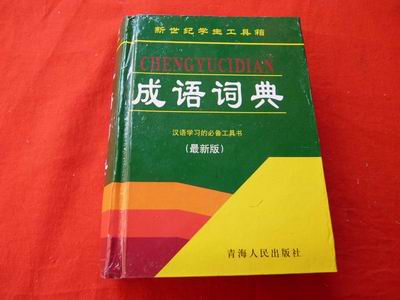 新世纪学生工具箱
CHENGYUCIDIAN
成语词典
汉语学习的必备工具书
(最新版)
青海人民出版社